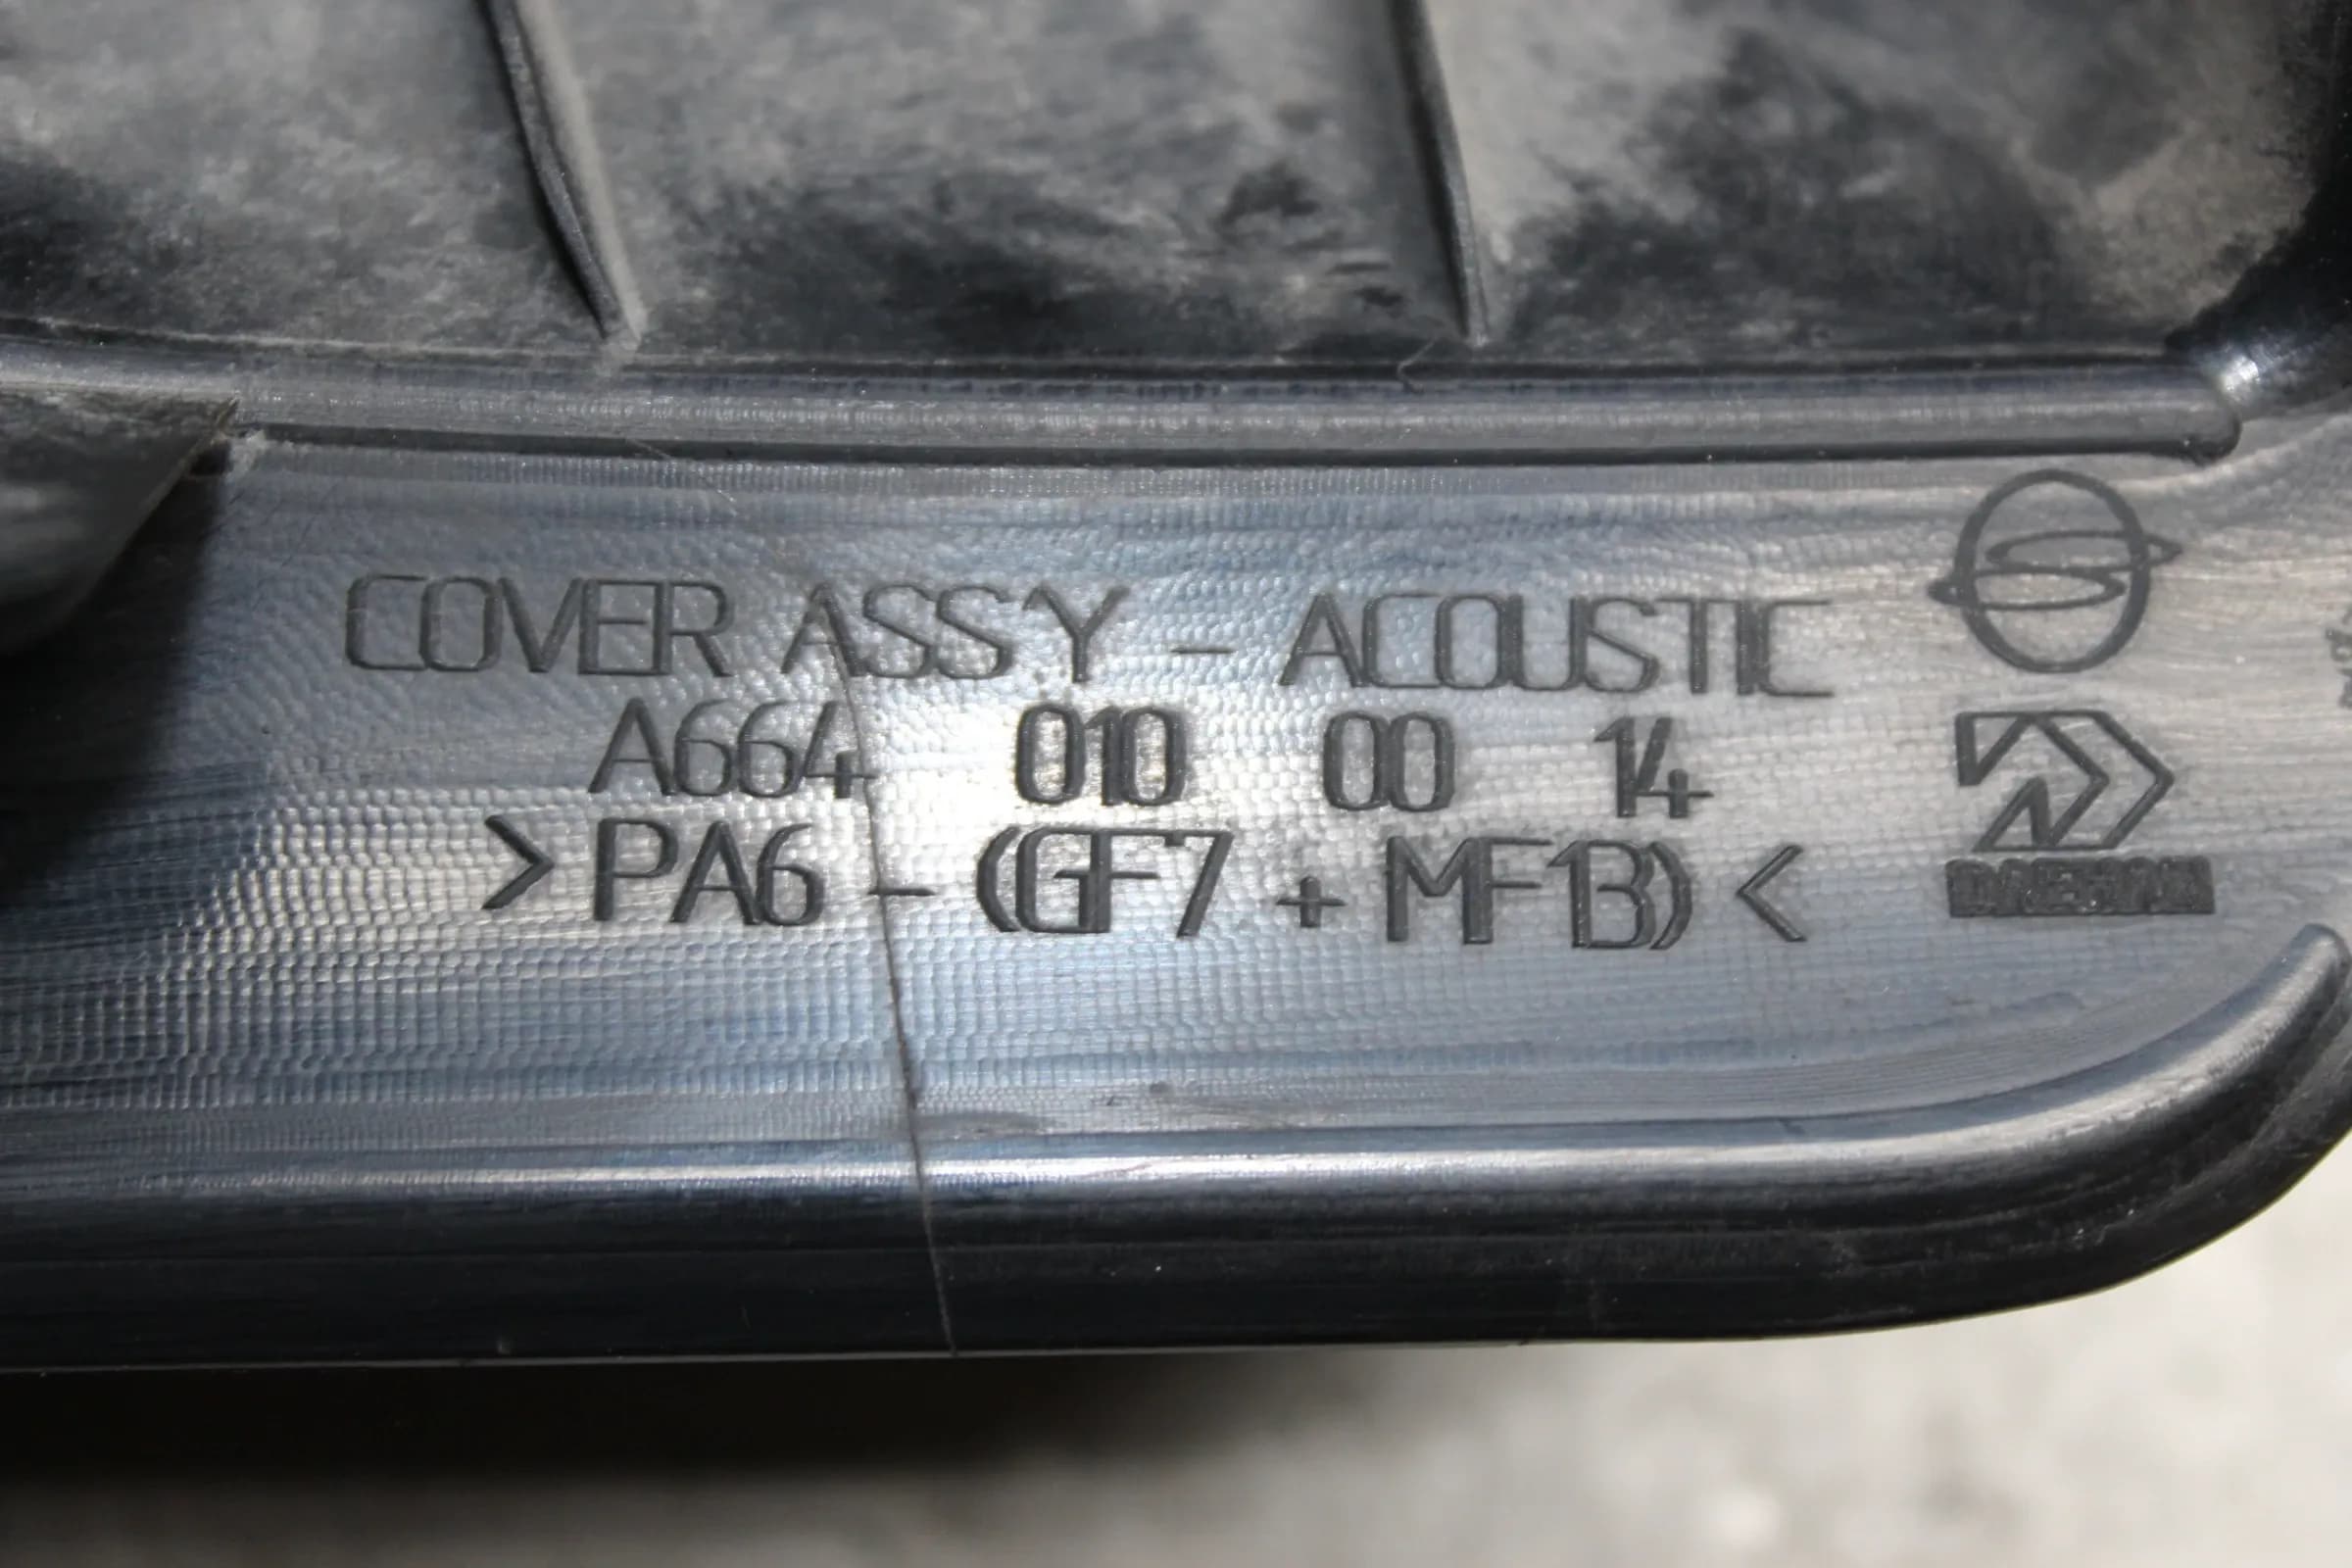 COVER ASS'Y - ACOUSTIC
A664 010 00 14
>PA6 - (GF7 + MF13)<